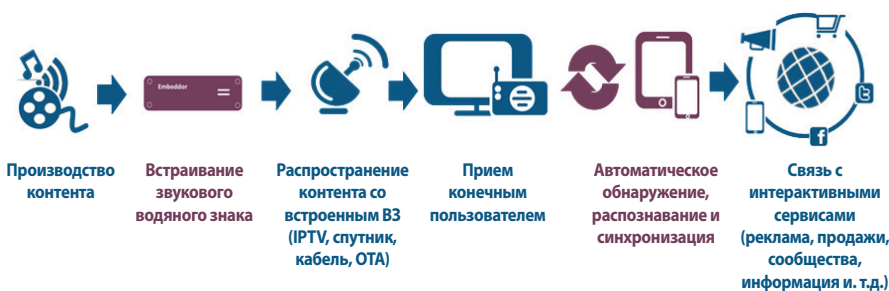 Embeddor
Производство
контента
Встраивание
звукового
водяного знака
Распространение
контента со
встроенным ВЗ
(IPTV, спутник,
кабель, ОТА)
Прием
конечным
пользователем
Автоматическое
обнаружение,
распознавание и
синхронизация
Связь с
интерактивными
сервисами
(реклама, продажи,
сообщества,
информация и. т.д.)